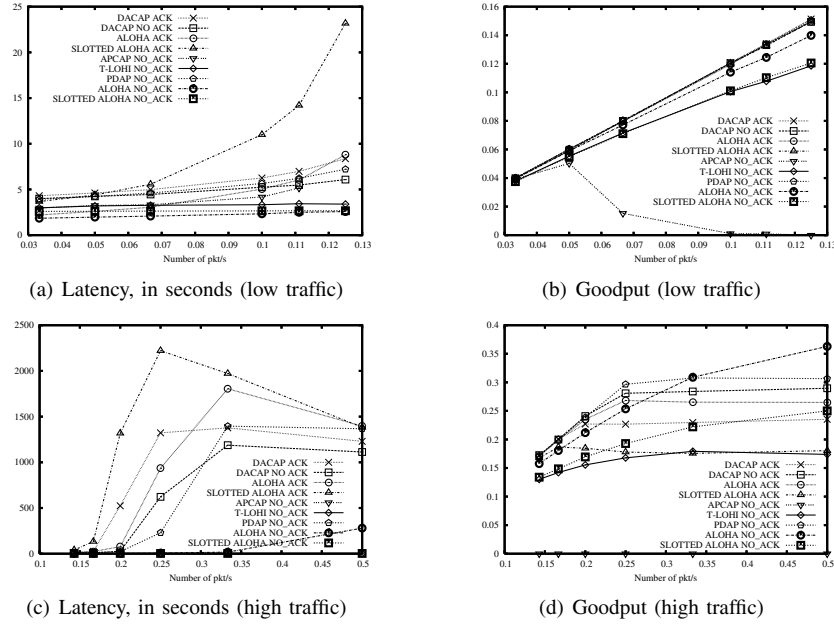 25
20
15
10
5
0
0.03 0.04 0.05 0.06 0.07 0.08 0.09 0.1 0.11 0.12 0.13
Number of pkt/s
DACAP ACK
DACAP NO ACK
ALOHA ACK
SLOTTED ALOHA ACK
APCAP NO_ACK
T-LOHI NO_ACK
PDAP NO_ACK
ALOHA NO_ACK
SLOTTED ALOHA NO_ACK
(a) Latency, in seconds (low traffic)
0.16
0.14
0.12
0.1
0.08
0.06
0.04
0.02
0
0.03 0.04 0.05 0.06 0.07 0.08 0.09 0.1 0.11 0.12 0.13
Number of pkt/s
DACAP ACK
DACAP NO ACK
ALOHA ACK
SLOTTED ALOHA ACK
APCAP NO_ACK
T-LOHI NO_ACK
PDAP NO_ACK
ALOHA NO_ACK
SLOTTED ALOHA NO_ACK
(b) Goodput (low traffic)
2500
2000
1500
1000
500
0
0.1 0.15 0.2 0.25 0.3 0.35 0.4 0.45 0.5
Number of pkt/s
DACAP ACK
DACAP NO ACK
ALOHA ACK
SLOTTED ALOHA ACK
APCAP NO_ACK
T-LOHI NO_ACK
PDAP NO_ACK
ALOHA NO_ACK
SLOTTED ALOHA NO_ACK
(c) Latency, in seconds (high traffic)
0.4
0.35
0.3
0.25
0.2
0.15
0.1
0.05
0
0.1 0.15 0.2 0.25 0.3 0.35 0.4 0.45 0.5
Number of pkt/s
DACAP ACK
DACAP NO ACK
ALOHA ACK
SLOTTED ALOHA ACK
APCAP NO_ACK
T-LOHI NO_ACK
PDAP NO_ACK
ALOHA NO_ACK
SLOTTED ALOHA NO_ACK
(d) Goodput (high traffic)